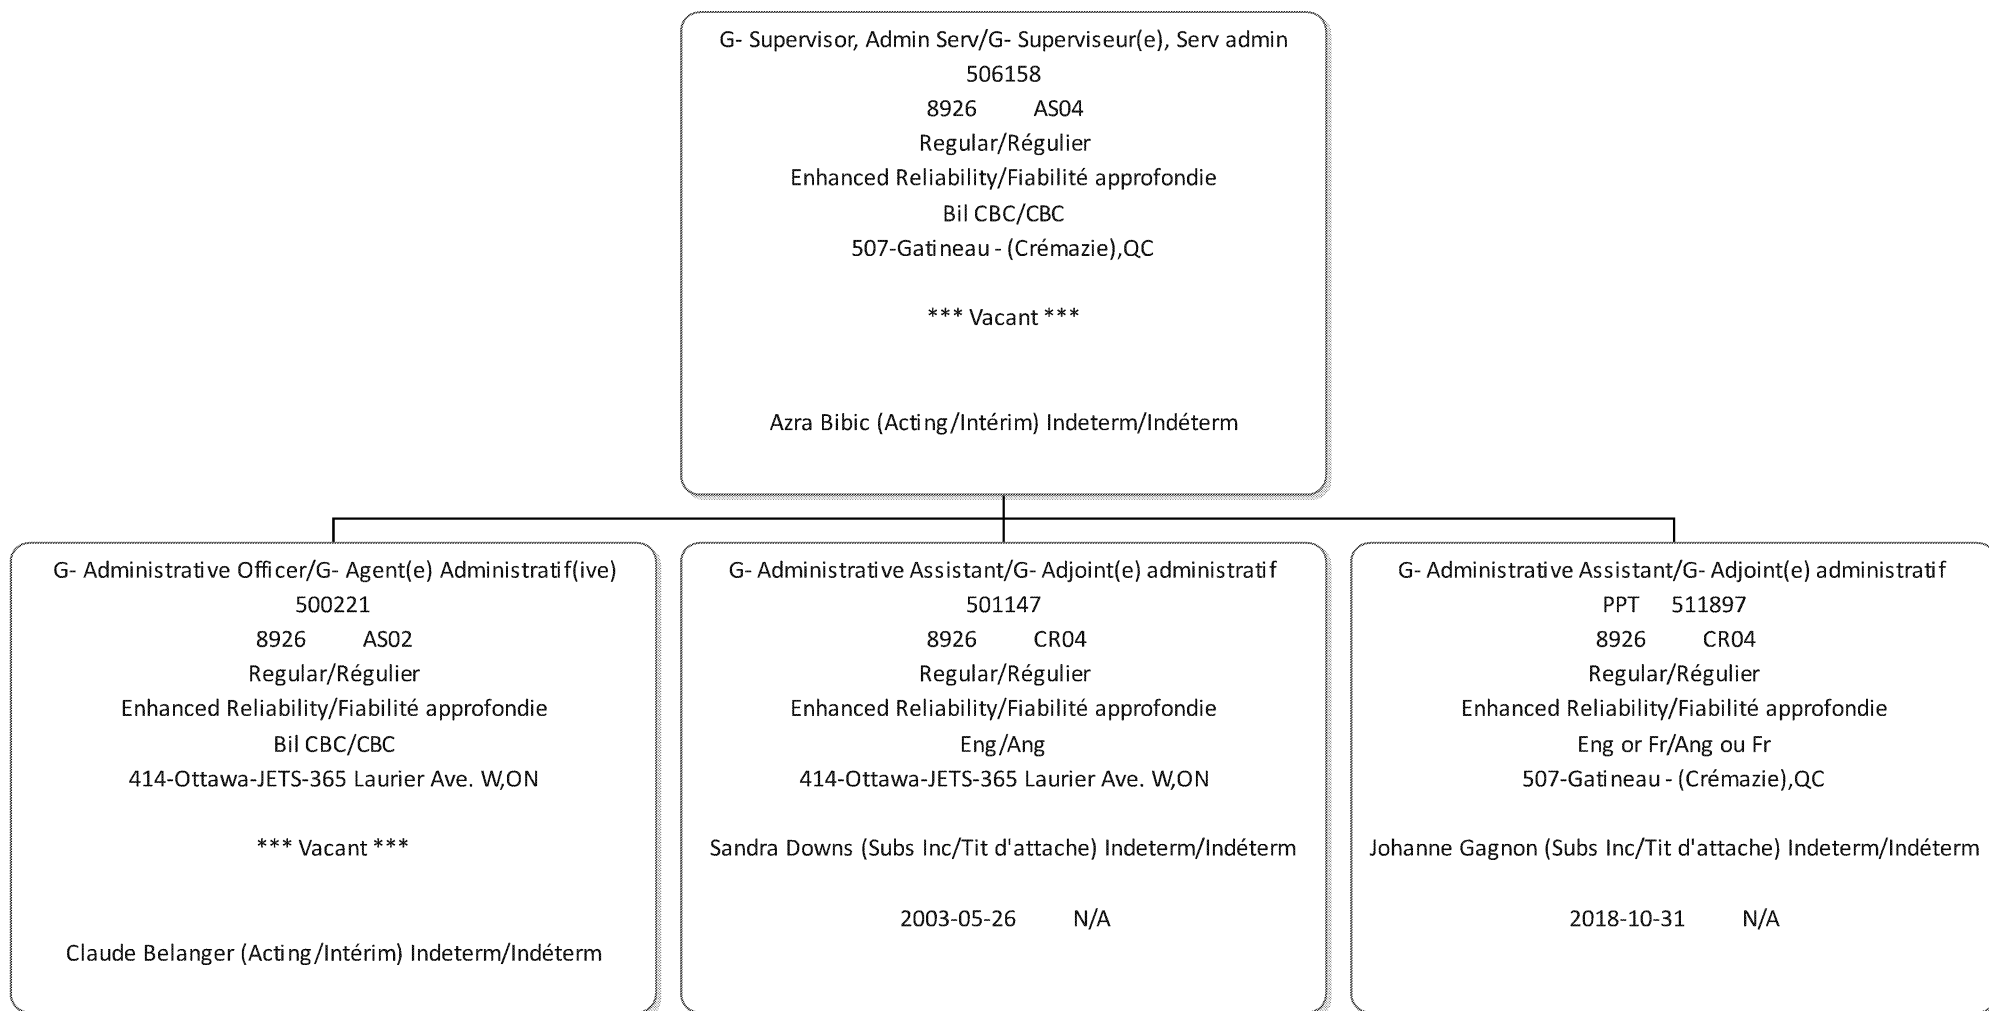 G- Supervisor, Admin Serv/G- Superviseur(e), Serv admin
506158
8926 AS04
Regular/Régulier
Enhanced Reliability/Fiabilité approfondie
Bil CBC/CBC
507-Gatineau - (Crémazie),QC
*** Vacant ***
Azra Bibic (Acting/Intérim) Indeterm/Indéterm
G- Administrative Officer/G- Agent(e) Administratif(ive)
500221
8926 AS02
Regular/Régulier
Enhanced Reliability/Fiabilité approfondie
Bil CBC/CBC
414-Ottawa-JETS-365 Laurier Ave. W,ON
*** Vacant ***
Claude Belanger (Acting/Intérim) Indeterm/Indéterm
G- Administrative Assistant/G- Adjoint(e) administratif
501147
8926 CR04
Regular/Régulier
Enhanced Reliability/Fiabilité approfondie
Eng/Ang
414-Ottawa-JETS-365 Laurier Ave. W,ON
Sandra Downs (Subs Inc/Tit d'attache) Indeterm/Indéterm
2003-05-26 N/A
G- Administrative Assistant/G- Adjoint(e) administratif
PPT 511897
8926 CR04
Regular/Régulier
Enhanced Reliability/Fiabilité approfondie
Eng or Fr/Ang ou Fr
507-Gatineau - (Crémazie),QC
Johanne Gagnon (Subs Inc/Tit d'attache) Indeterm/Indéterm
2018-10-31 N/A